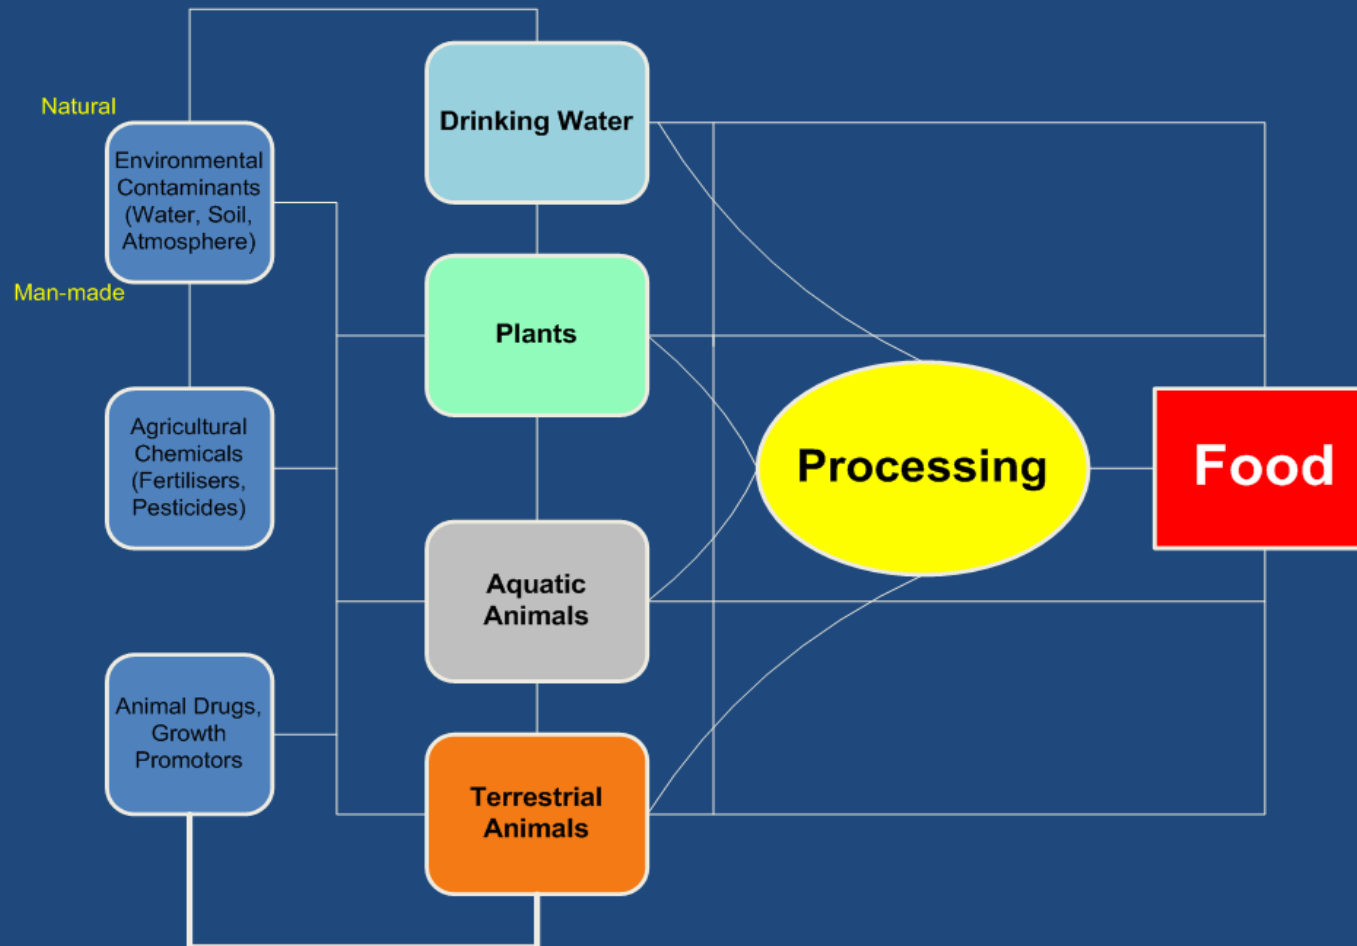 Natural
Environmental
Contaminants
(Water, Soil,
Atmosphere)
Man-made
Agricultural
Chemicals
(Fertilisers,
Pesticides)
Animal Drugs,
Growth
Promotors
Drinking Water
Plants
Aquatic
Animals
Terrestrial
Animals
Processing
Food